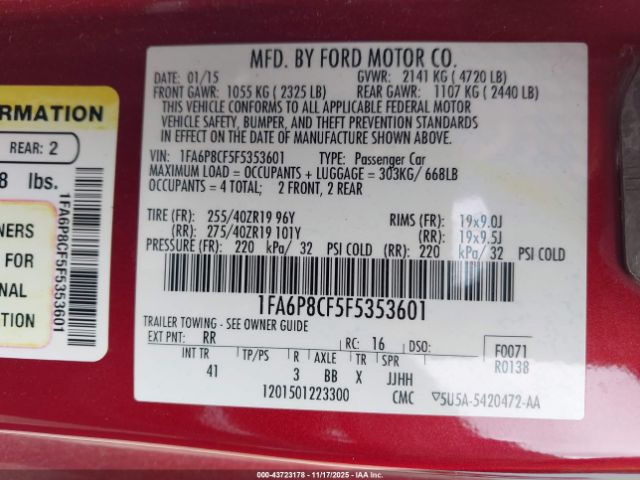 MFD. BY FORD MOTOR CO.
DATE: 01/15 GVWR: 2141 KG ( 4720 LB)
FRONT GAWR: 1055 KG ( 2325 LB) REAR GAWR: 1107 KG ( 2440 LB)
THIS VEHICLE CONFORMS TO ALL APPLICABLE FEDERAL MOTOR
VEHICLE SAFETY, BUMPER, AND THEFT PREVENTION STANDARDS
IN EFFECT ON THE DATE OF MANUFACTURE SHOWN ABOVE.
VIN: 1FA6P8CF5F5353601 TYPE: Passenger Car
MAXIMUM LOAD = OCCUPANTS + LUGGAGE = 303KG/ 668LB
OCCUPANTS = 4 TOTAL; 2 FRONT, 2 REAR
TIRE (FR): 255/40ZR19 96Y RIMS (FR): 19x9.0J
(RR): 275/40ZR19 101Y (RR): 19x9.5J
PRESSURE (FR): 220 kPa/ 32 PSI COLD (RR): 220 kPa/ 32 PSI COLD
1FA6P8CF5F5353601
TRAILER TOWING - SEE OWNER GUIDE
EXT PNT: RR RC: 16 DSO:
INT TR TP/PS R AXLE TR SPR
41 3 BB X JJHH
1201501223300 CMC ▽5U5A-5420472-AA
F0071
R0138
ORMATION
REAR: 2
8 lbs.
1FA6P8CF5F5353601
NERS
FOR
NAL
000-43723178 - 11/17/2025 - IAAI.COM